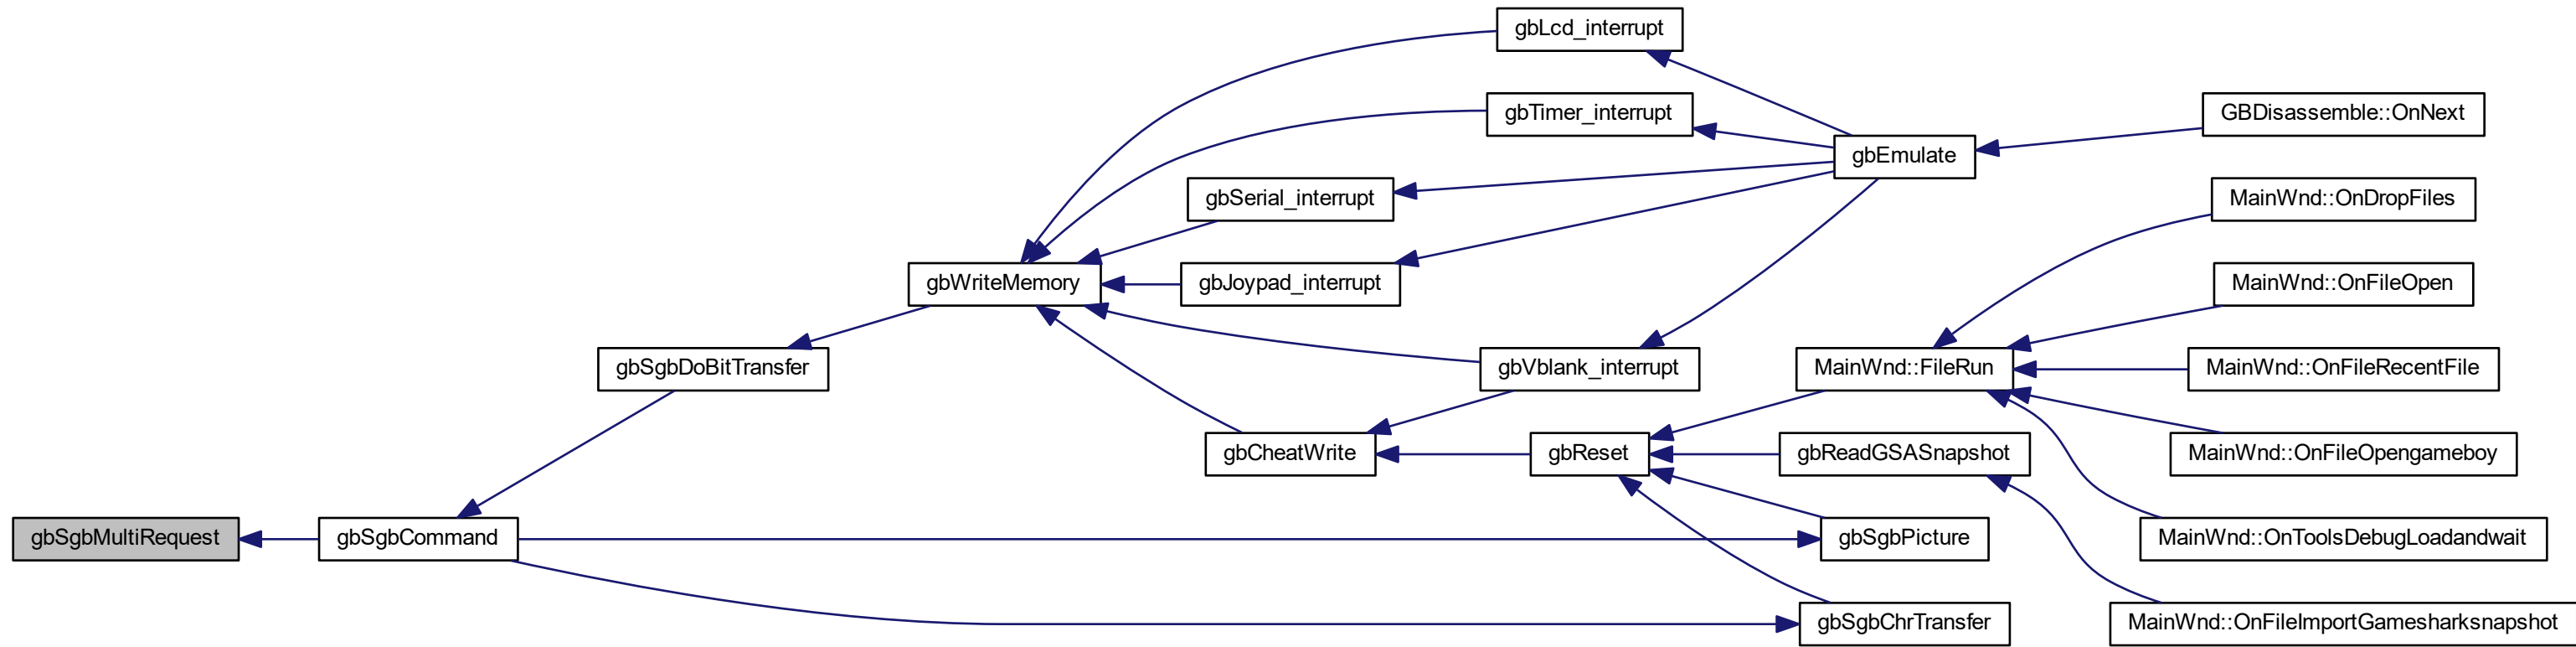 gbLcd_interrupt
gbTimer_interrupt
GBDisassemble::OnNext
gbEmulate
gbSerial_interrupt
MainWnd::OnDropFiles
gbWriteMemory
gbJoypad_interrupt
MainWnd::OnFileOpen
gbSgbDoBitTransfer
gbVblank_interrupt
MainWnd::FileRun
MainWnd::OnFileRecentFile
gbCheatWrite
gbReset
gbReadGSASnapshot
MainWnd::OnFileOpengameboy
gbSgbMultiRequest
gbSgbCommand
gbSgbPicture
MainWnd::OnToolsDebugLoadandwait
gbSgbChrTransfer
MainWnd::OnFileImportGamesharksnapshot